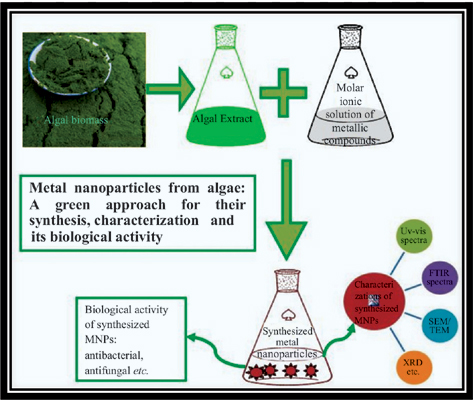 Algal biomass
Algal Extract
Molar
ionic
solution of
metallic
compounds
Metal nanoparticles from algae:
A green approach for their
synthesis, characterization and
its biological activity
Biological activity
of synthesized
MNPs:
antibacterial,
antifungal etc.
Synthesized
metal
nanoparticles
Characteri
zations of
synthesized
MNPs
Uv-vis
spectra
FTIR
spectra
SEM/
TEM
XRD
etc.